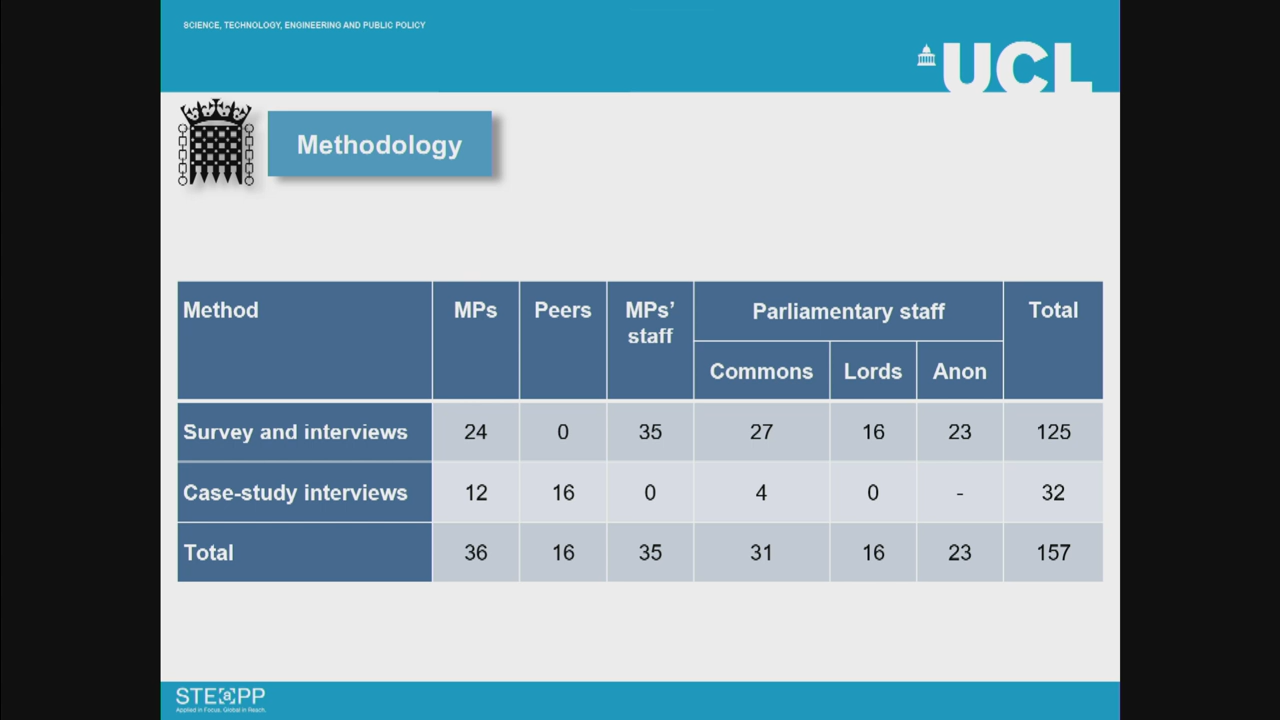 SCIENCE, TECHNOLOGY, ENGINEERING AND PUBLIC POLICY
UCL
Methodology
Method MPs Peers MPs’ staff Parliamentary staff Total
Commons Lords Anon
Survey and interviews 24 0 35 27 16 23 125
Case-study interviews 12 16 0 4 0 - 32
Total 36 16 35 31 16 23 157
STEaPP
Applied in Focus. Global in Reach.